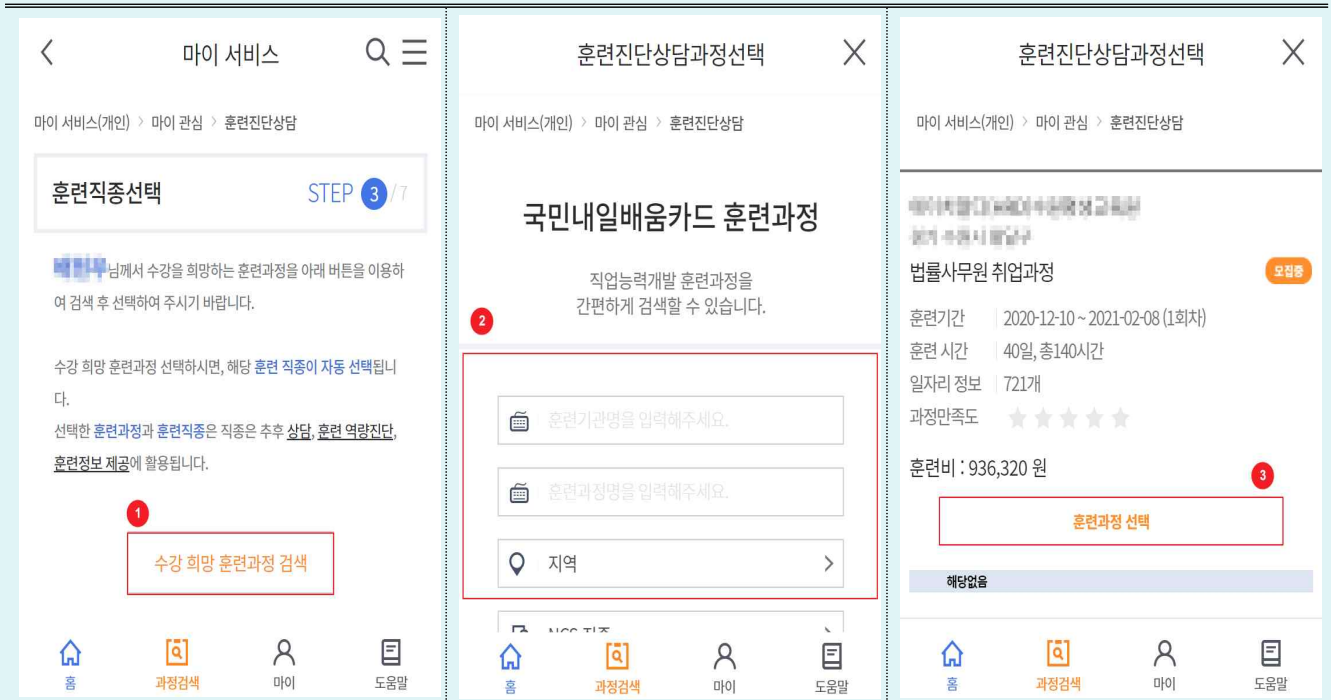 마이 서비스
마이 서비스(개인) > 마이 관심 > 훈련진단상담
훈련직종선택 STEP 3 / 7
님께서 수강을 희망하는 훈련과정을 아래 버튼을 이용하
여 검색 후 선택하여 주시기 바랍니다.
수강 희망 훈련과정 선택하시면, 해당 훈련 직종이 자동 선택됩니
다.
선택한 훈련과정과 훈련직종은 직종은 추후 상담, 훈련 역량진단,
훈련정보 제공에 활용됩니다.
1
수강 희망 훈련과정 검색
홈 과정검색 마이 도움말
훈련진단상담과정선택
마이 서비스(개인) > 마이 관심 > 훈련진단상담
국민내일배움카드 훈련과정
직업능력개발 훈련과정을
간편하게 검색할 수 있습니다.
2
훈련기관명을 입력해주세요.
훈련과정명을 입력해주세요.
지역
홈 과정검색 마이 도움말
훈련진단상담과정선택
마이 서비스(개인) > 마이 관심 > 훈련진단상담
법률사무원 취업과정 모집중
훈련기간 2020-12-10 ~ 2021-02-08 (1회차)
훈련 시간 40일, 총140시간
일자리 정보 721개
과정만족도
훈련비 : 936,320 원
3
훈련과정 선택
해당없음
홈 과정검색 마이 도움말